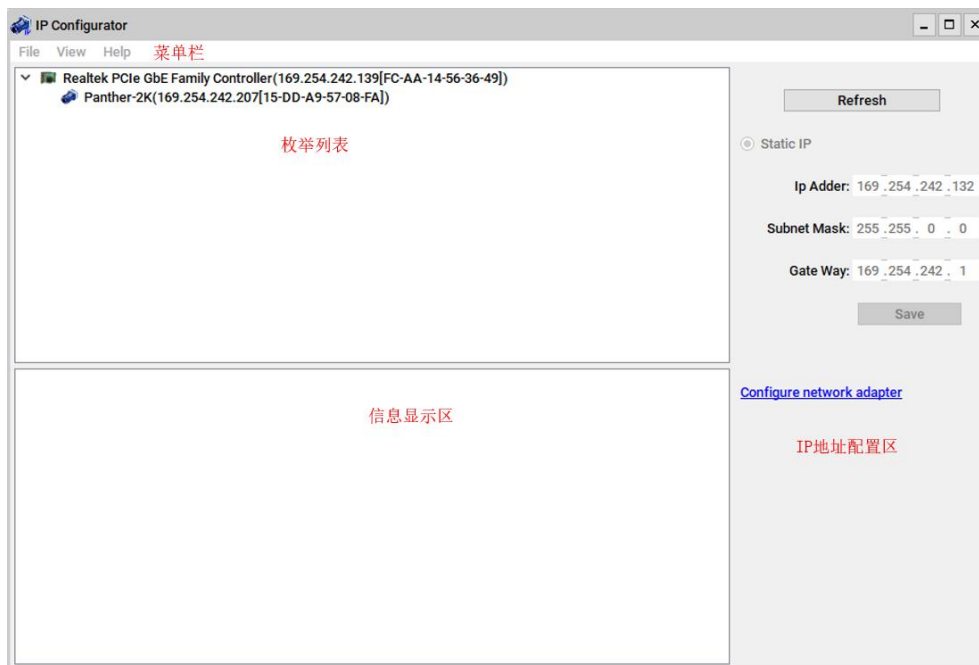 IP Configurator
File View Help 菜单栏
Realtek PCIe GbE Family Controller(169.254.242.139[FC-AA-14-56-36-49])
Panther-2K(169.254.242.207[15-DD-A9-57-08-FA])
枚举列表
Refresh
Static IP
Ip Adder: 169 .254 .242 .132
Subnet Mask: 255 .255 . 0 . 0
Gate Way: 169 .254 .242 . 1
Save
信息显示区
Configure network adapter
IP地址配置区